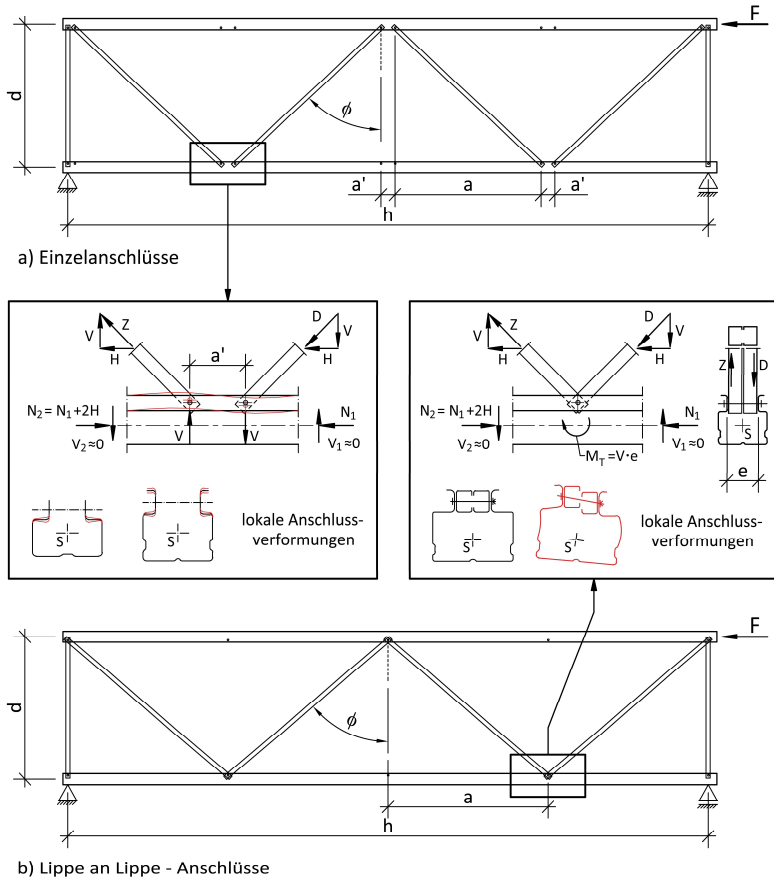 F
d
ϕ
a'
a
a'
h
a) Einzelanschlüsse
Z
V
H
D
V
H
a'
N₂= N₁+2H
V₂≈0
V
V
N₁
V₁≈0
S
S
lokale Anschluss-
verformungen
Z
V
H
D
V
H
N₂= N₁+2H
V₂≈0
M_T=V·e
N₁
V₁≈0
Z
D
S
e
S
S
lokale Anschluss-
verformungen
F
d
ϕ
a
h
b) Lippe an Lippe - Anschlüsse